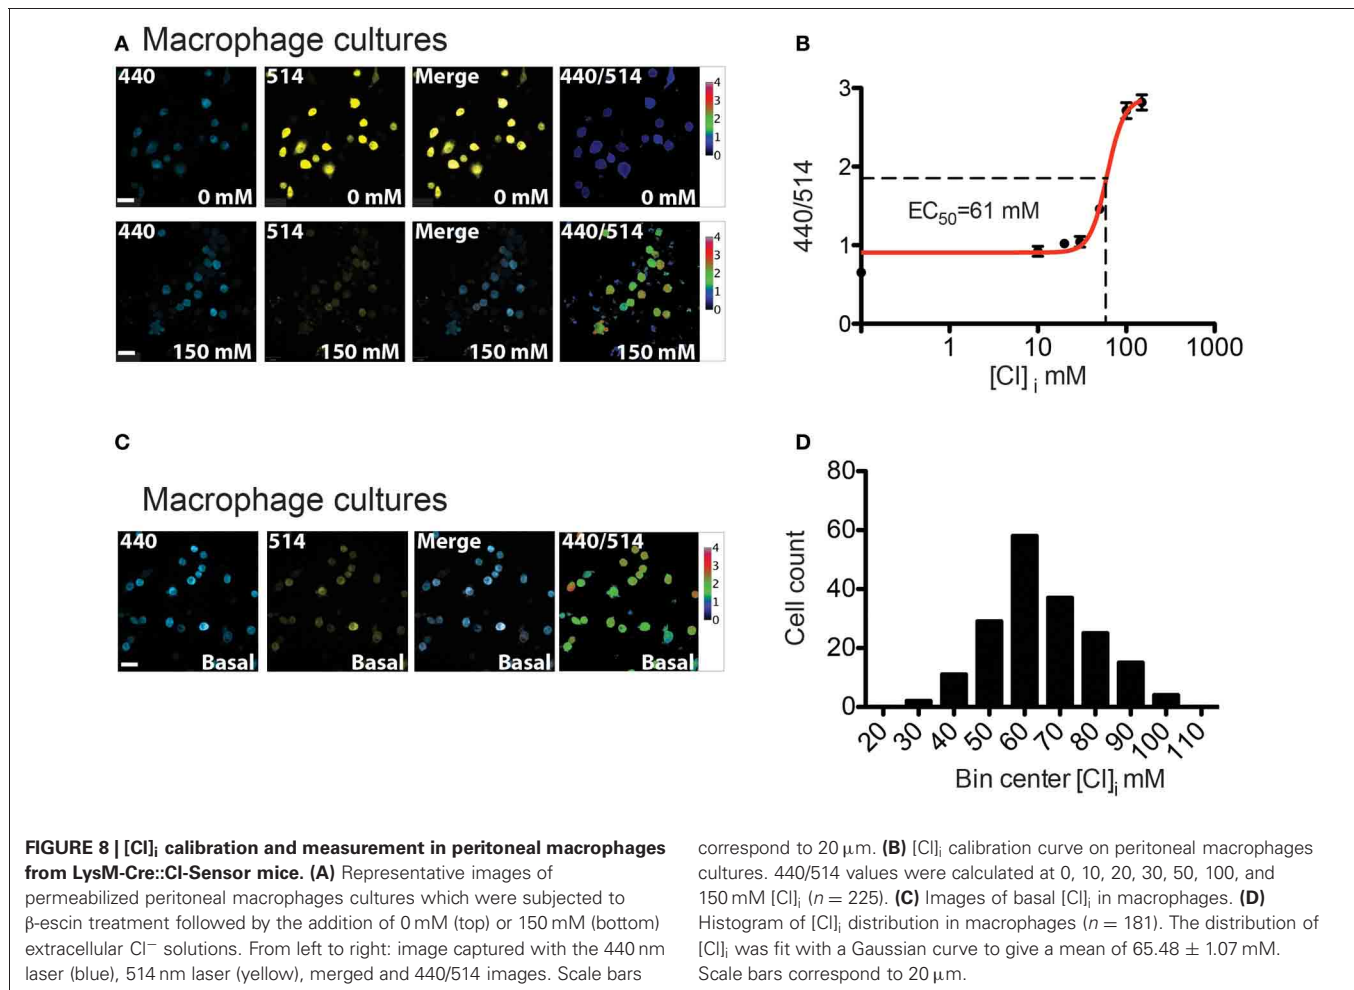 A Macrophage cultures
440 514 Merge 440/514
4
3
2
1
0
0 mM 0 mM 0 mM 0 mM
440 514 Merge 440/514
4
3
2
1
0
150 mM 150 mM 150 mM 150 mM
B
3
2
1
0
440/514
EC50=61 mM
1 10 100 1000
[Cl] i mM
C
Macrophage cultures
440 514 Merge 440/514
4
3
2
1
0
Basal Basal Basal Basal
D
80
60
40
20
0
Cell count
20 30 40 50 60 70 80 90 100 110
Bin center [Cl]i mM
FIGURE 8 | [Cl]i calibration and measurement in peritoneal macrophages
from LysM-Cre::Cl-Sensor mice. (A) Representative images of
permeabilized peritoneal macrophages cultures which were subjected to
β-escin treatment followed by the addition of 0 mM (top) or 150 mM (bottom)
extracellular Cl− solutions. From left to right: image captured with the 440 nm
laser (blue), 514 nm laser (yellow), merged and 440/514 images. Scale bars
correspond to 20 μm. (B) [Cl]i calibration curve on peritoneal macrophages
cultures. 440/514 values were calculated at 0, 10, 20, 30, 50, 100, and
150 mM [Cl]i (n = 225). (C) Images of basal [Cl]i in macrophages. (D)
Histogram of [Cl]i distribution in macrophages (n = 181). The distribution of
[Cl]i was fit with a Gaussian curve to give a mean of 65.48 ± 1.07 mM.
Scale bars correspond to 20 μm.